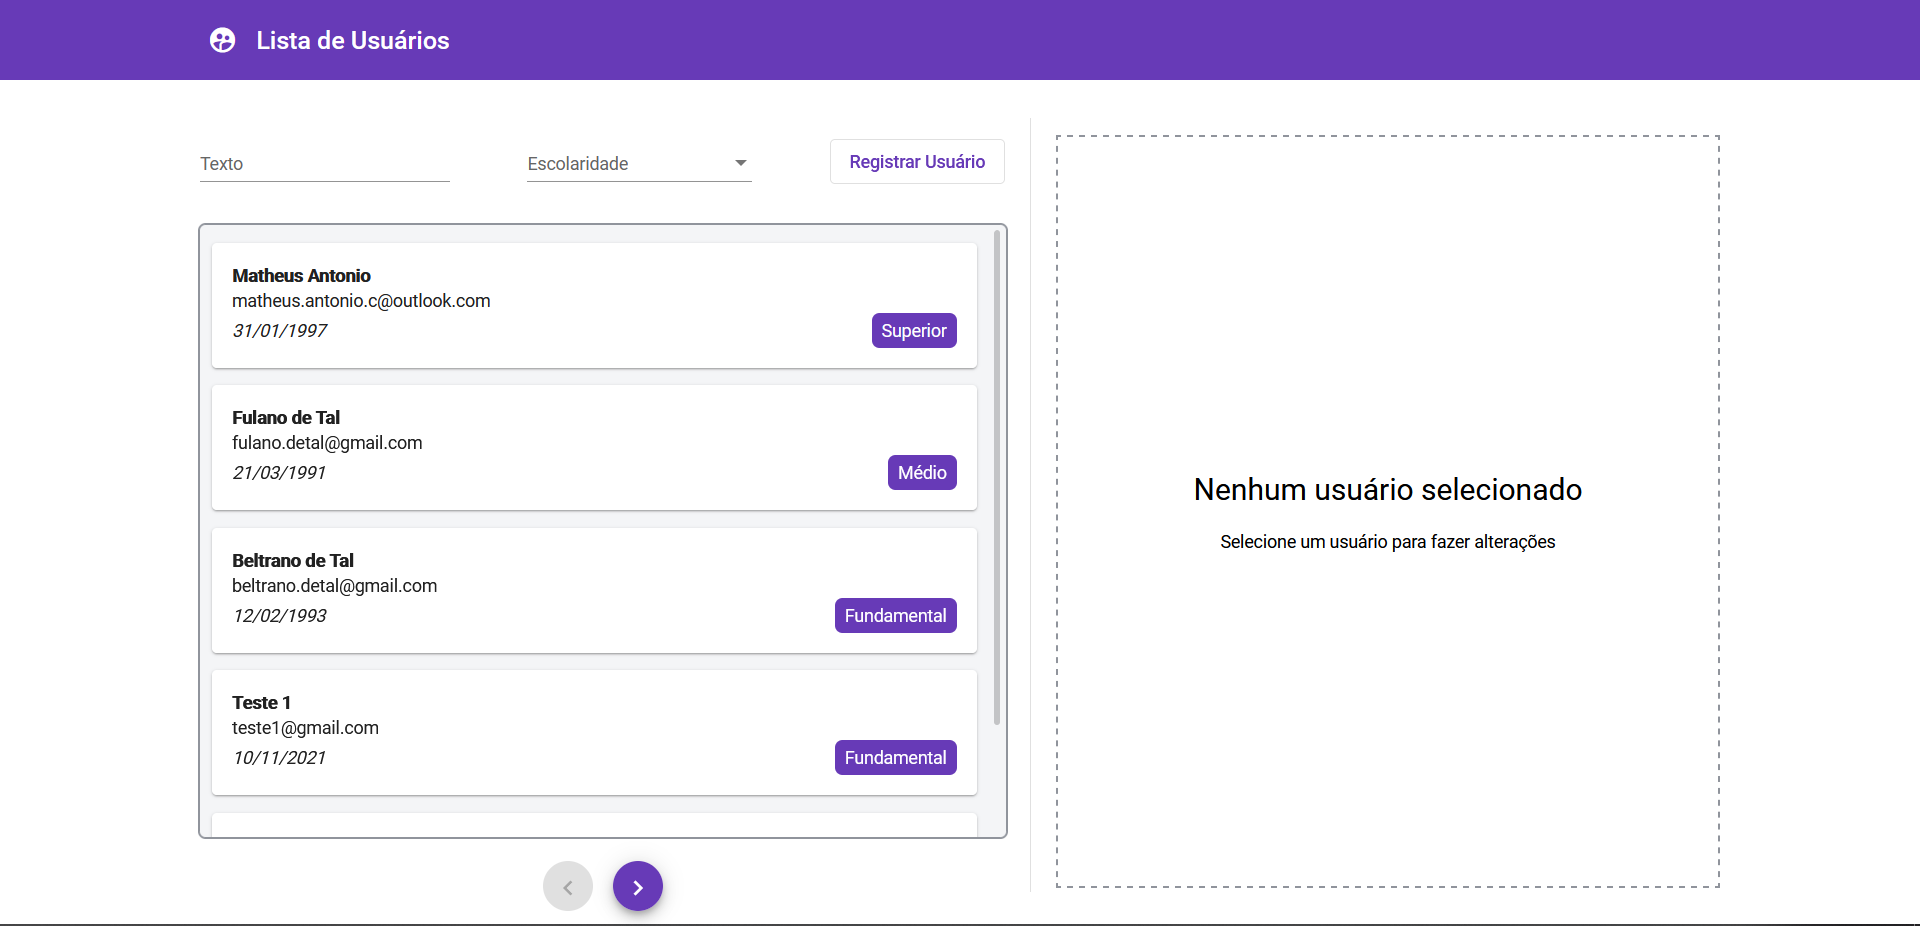 Lista de Usuários
Texto
Escolaridade
Registrar Usuário
Matheus Antonio
matheus.antonio.c@outlook.com
31/01/1997
Superior
Fulano de Tal
fulano.detal@gmail.com
21/03/1991
Médio
Beltrano de Tal
beltrano.detal@gmail.com
12/02/1993
Fundamental
Teste 1
teste1@gmail.com
10/11/2021
Fundamental
Nenhum usuário selecionado
Selecione um usuário para fazer alterações